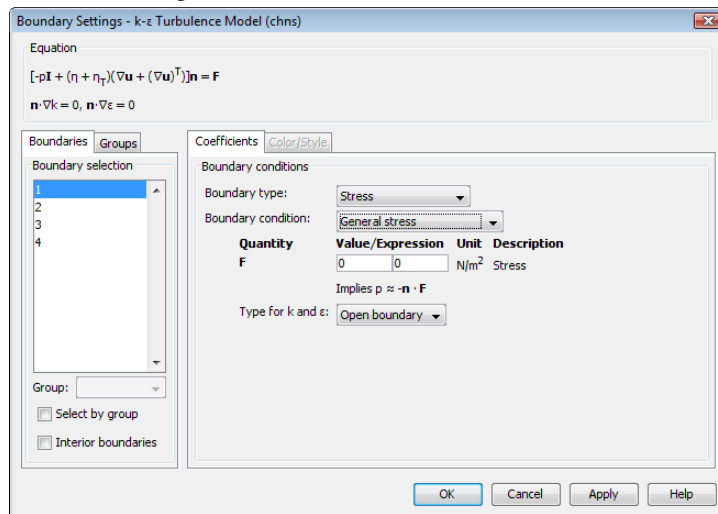 Boundary Settings - k-ε Turbulence Model (chns)
Equation
[-pI + (η + ηT)(∇u + (∇u)T)]n = F
n·∇k = 0, n·∇ε = 0
Boundaries Groups
Boundary selection
1
2
3
4
Group:
Select by group
Interior boundaries
Coefficients Color/Style
Boundary conditions
Boundary type: Stress
Boundary condition: General stress
Quantity Value/Expression Unit Description
F 0 0 N/m2 Stress
Implies p ≈ -n · F
Type for k and ε: Open boundary
OK Cancel Apply Help